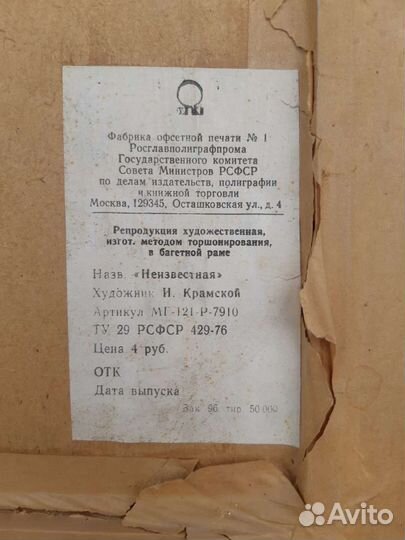 Фабрика офсетной печати № 1
Росглавполиграфпрома
Государственного комитета
Совета Министров РСФСР
по делам издательств, полиграфии
и книжной торговли
Москва, 129345, Осташковская ул., д. 4
Репродукция художественная,
изгот. методом торшонирования,
в багетной раме
Назв. «Неизвестная»
Художник И. Крамской
Артикул МГ-121-Р-7910
ТУ 29 РСФСР 429-76
Цена 4 руб.
ОТК
Дата выпуска
Зак. 96 тир. 50.000
Avito